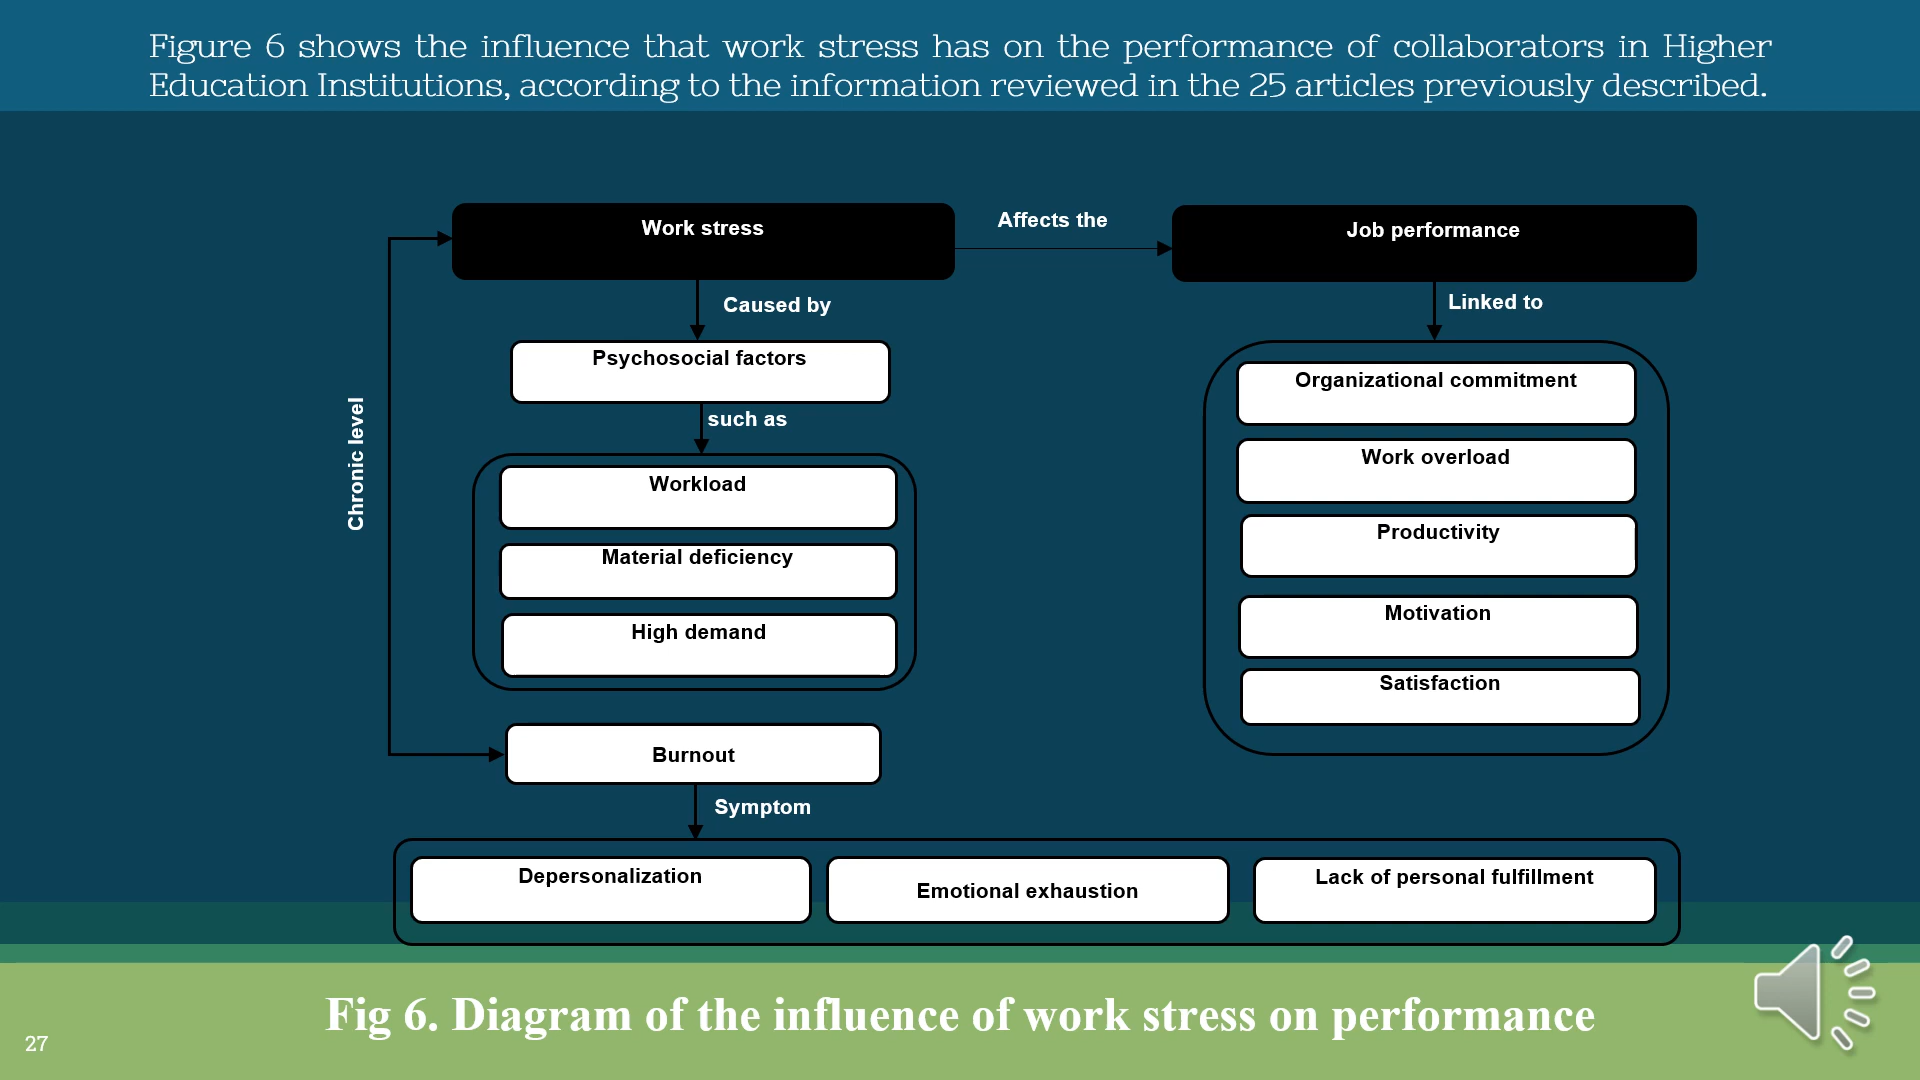 Figure 6 shows the influence that work stress has on the performance of collaborators in Higher
Education Institutions, according to the information reviewed in the 25 articles previously described.
Work stress
Affects the
Job performance
Caused by
Linked to
Psychosocial factors
such as
Chronic level
Workload
Material deficiency
High demand
Organizational commitment
Work overload
Productivity
Motivation
Satisfaction
Burnout
Symptom
Depersonalization
Emotional exhaustion
Lack of personal fulfillment
Fig 6. Diagram of the influence of work stress on performance
27